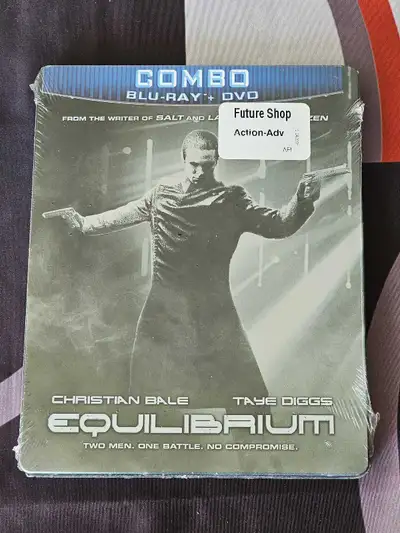 COMBO
BLU-RAY + DVD
FROM THE WRITER OF SALT AND LA ZEN
Future Shop
Action-Adv
CHRISTIAN BALE TAYE DIGGS
EQUILIBRIUM
TWO MEN. ONE BATTLE. NO COMPROMISE.